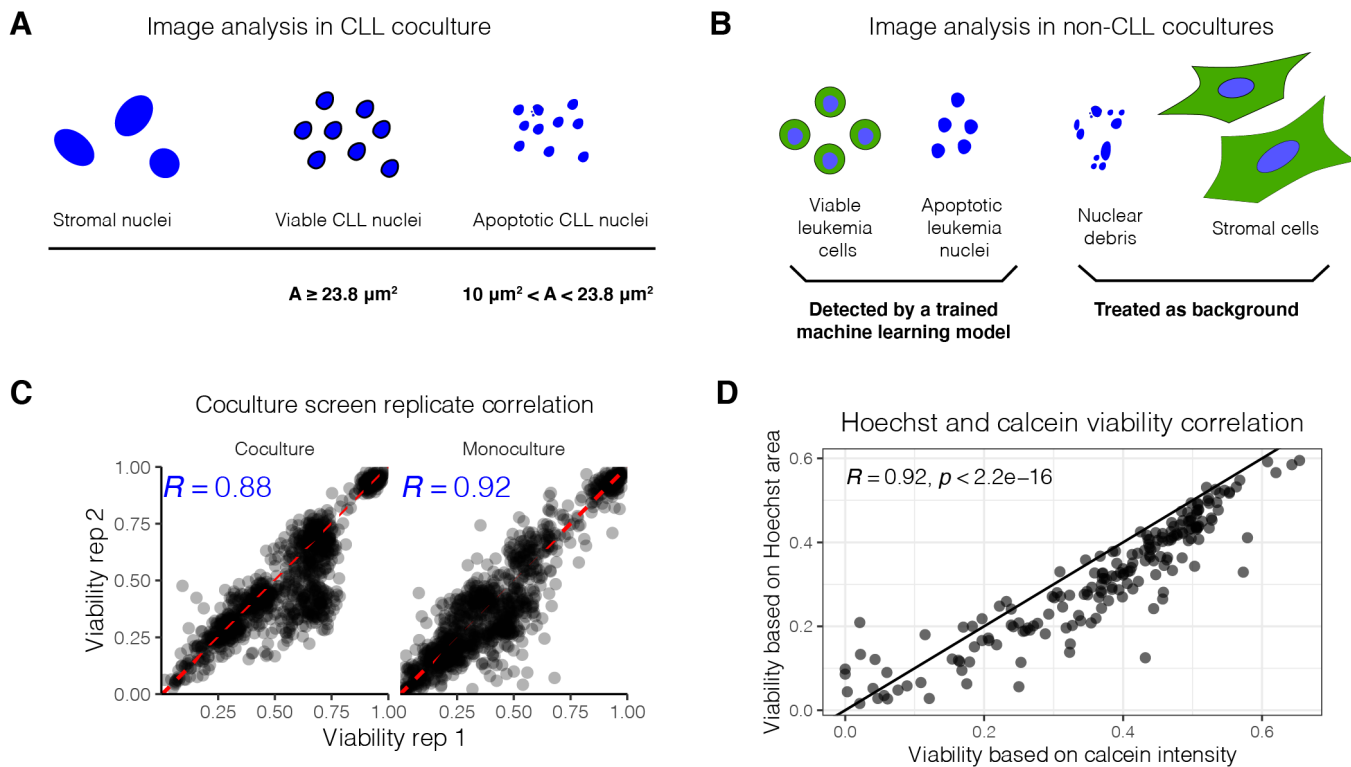 A
Image analysis in CLL coculture
Stromal nuclei
Viable CLL nuclei
Apoptotic CLL nuclei
A ≥ 23.8 µm²
10 µm² < A < 23.8 µm²
B
Image analysis in non-CLL cocultures
Viable
leukemia
cells
Apoptotic
leukemia
nuclei
Nuclear
debris
Stromal cells
Detected by a trained
machine learning model
Treated as background
C
Coculture screen replicate correlation
Coculture
Monoculture
R = 0.88
R = 0.92
Viability rep 2
1.00
0.75
0.50
0.25
0.00
0.25
0.50
0.75
1.00
0.25
0.50
0.75
1.00
Viability rep 1
D
Hoechst and calcein viability correlation
R = 0.92, p < 2.2e−16
Viability based on Hoechst area
0.6
0.4
0.2
0.0
0.0
0.2
0.4
0.6
Viability based on calcein intensity